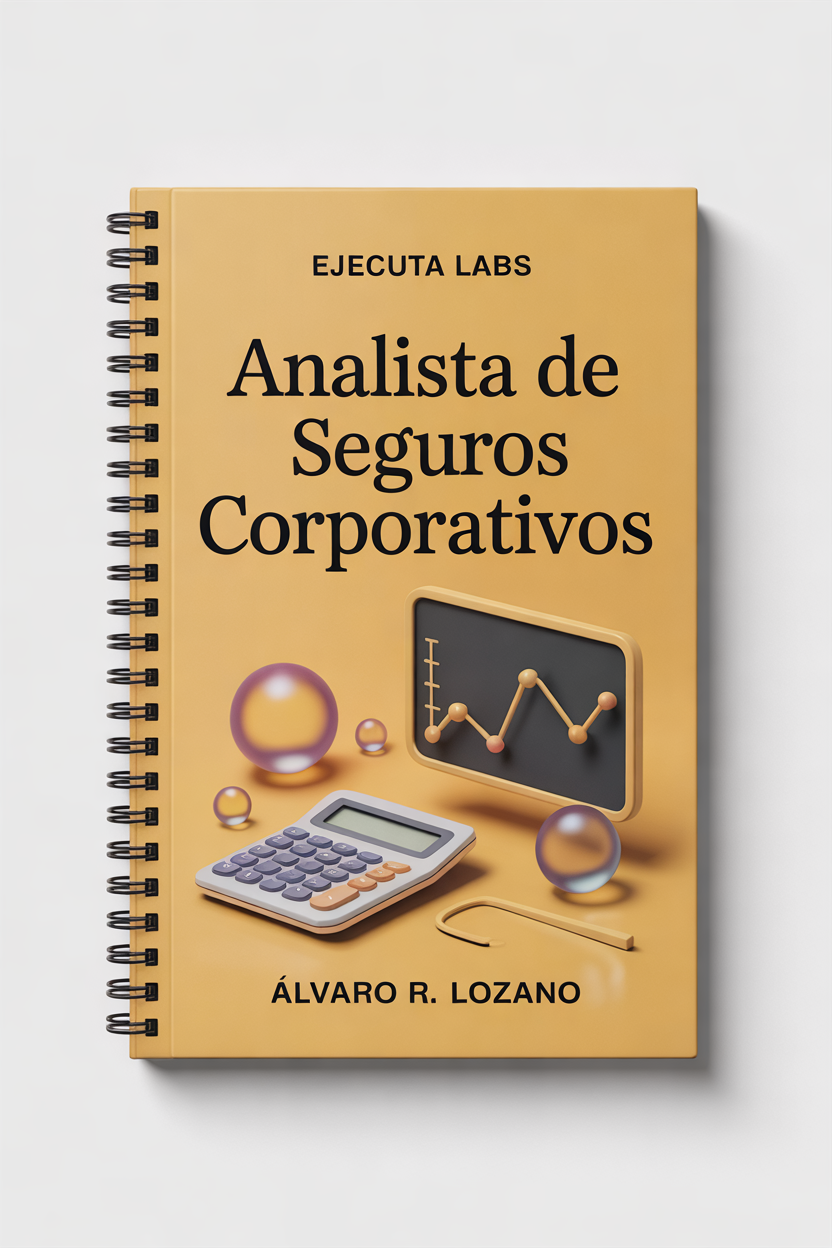 EJECUTA LABS
Analista de
Seguros
Corporativos
ÁLVARO R. LOZANO